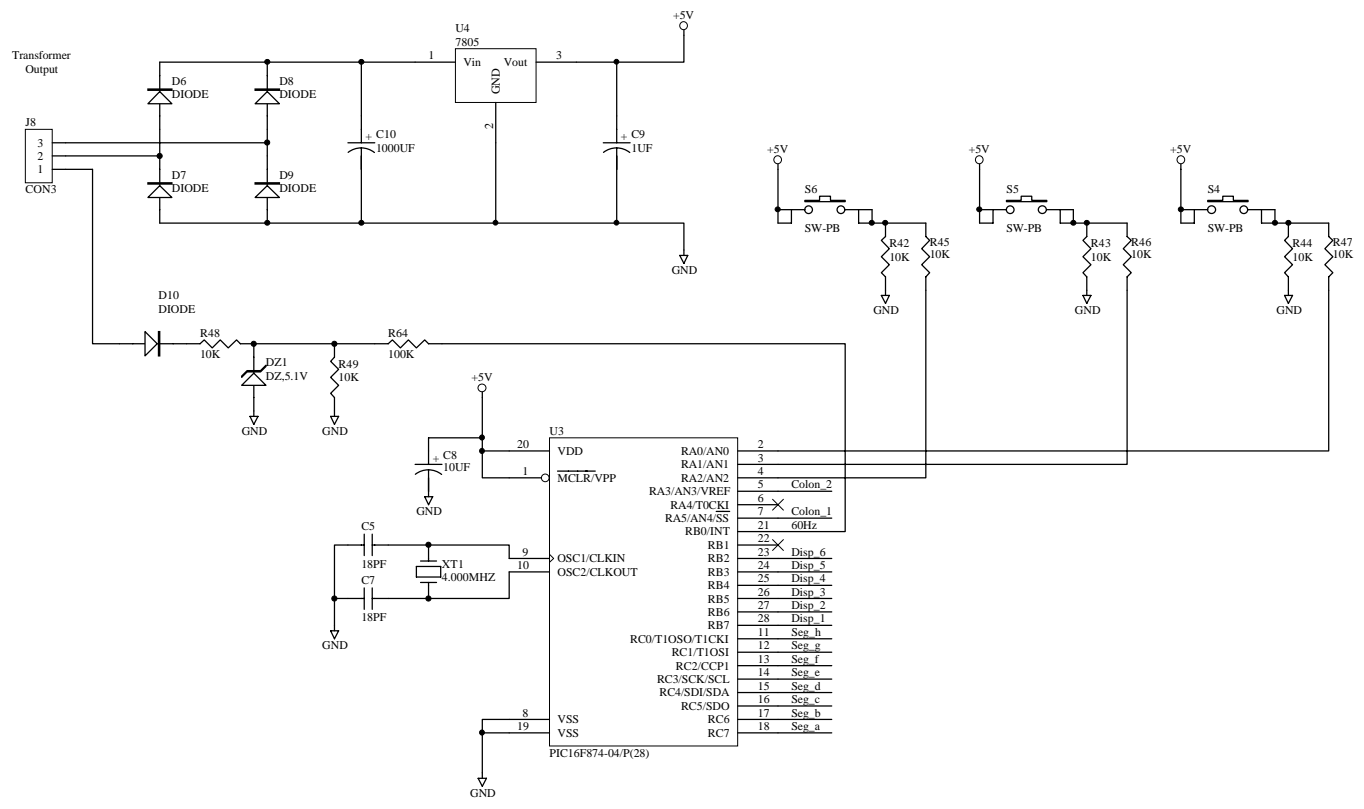 Transformer
Output
J8
3
2
1
CON3
D6
DIODE
D8
DIODE
D7
DIODE
D9
DIODE
+
C10
1000UF
U4
7805
1
Vin
Vout
3
GND
2
+5V
+
C9
1UF
GND
+5V
S6
SW-PB
R42
10K
R45
10K
GND
+5V
S5
SW-PB
R43
10K
R46
10K
GND
+5V
S4
SW-PB
R44
10K
R47
10K
GND
D10
DIODE
R48
10K
DZ1
DZ,5.1V
GND
R49
10K
GND
R64
100K
+5V
+
C8
10UF
GND
C5
18PF
C7
18PF
XT1
4.000MHZ
GND
U3
20 VDD
1 MCLR/VPP
9 OSC1/CLKIN
10 OSC2/CLKOUT
8 VSS
19 VSS
GND
RA0/AN0 2
RA1/AN1 3
RA2/AN2 4
RA3/AN3/VREF 5 Colon_2
RA4/T0CKI 6
RA5/AN4/SS 7 Colon_1
RB0/INT 21 60Hz
RB1 22
RB2 23 Disp_6
RB3 24 Disp_5
RB4 25 Disp_4
RB5 26 Disp_3
RB6 27 Disp_2
RB7 28 Disp_1
RC0/T1OSO/T1CKI 11 Seg_h
RC1/T1OSI 12 Seg_g
RC2/CCP1 13 Seg_f
RC3/SCK/SCL 14 Seg_e
RC4/SDI/SDA 15 Seg_d
RC5/SDO 16 Seg_c
RC6 17 Seg_b
RC7 18 Seg_a
PIC16F874-04/P(28)